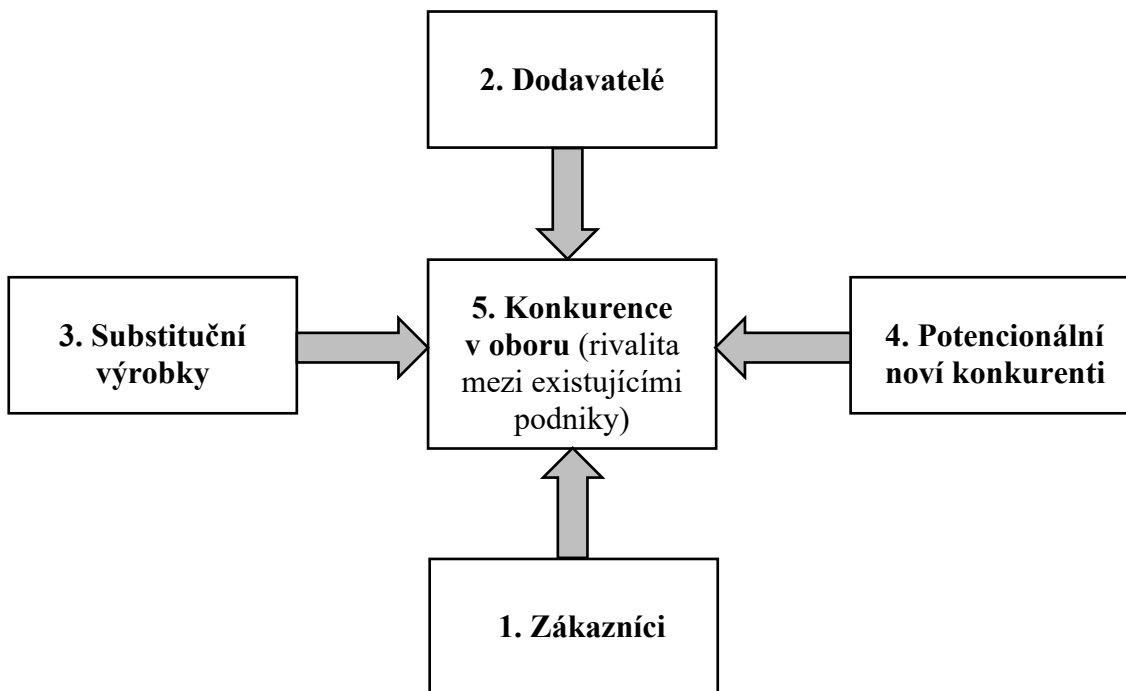 2. Dodavatelé
3. Substituční
výrobky
5. Konkurence
v oboru (rivalita
mezi existujícími
podniky)
4. Potencionální
noví konkurenti
1. Zákazníci